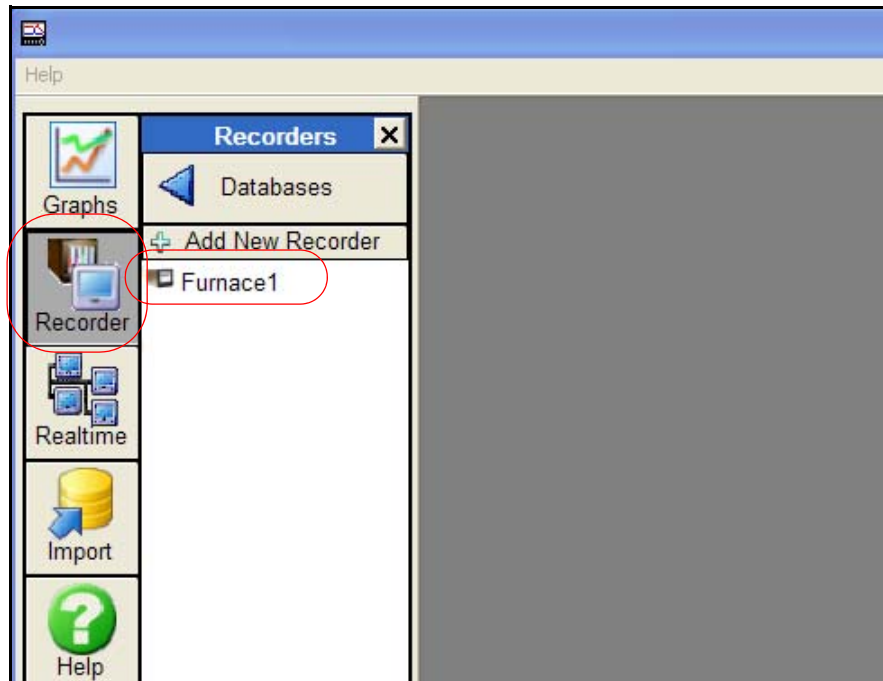 Help
Graphs
Recorder
Realtime
Import
Help
Recorders
Databases
Add New Recorder
Furnace1